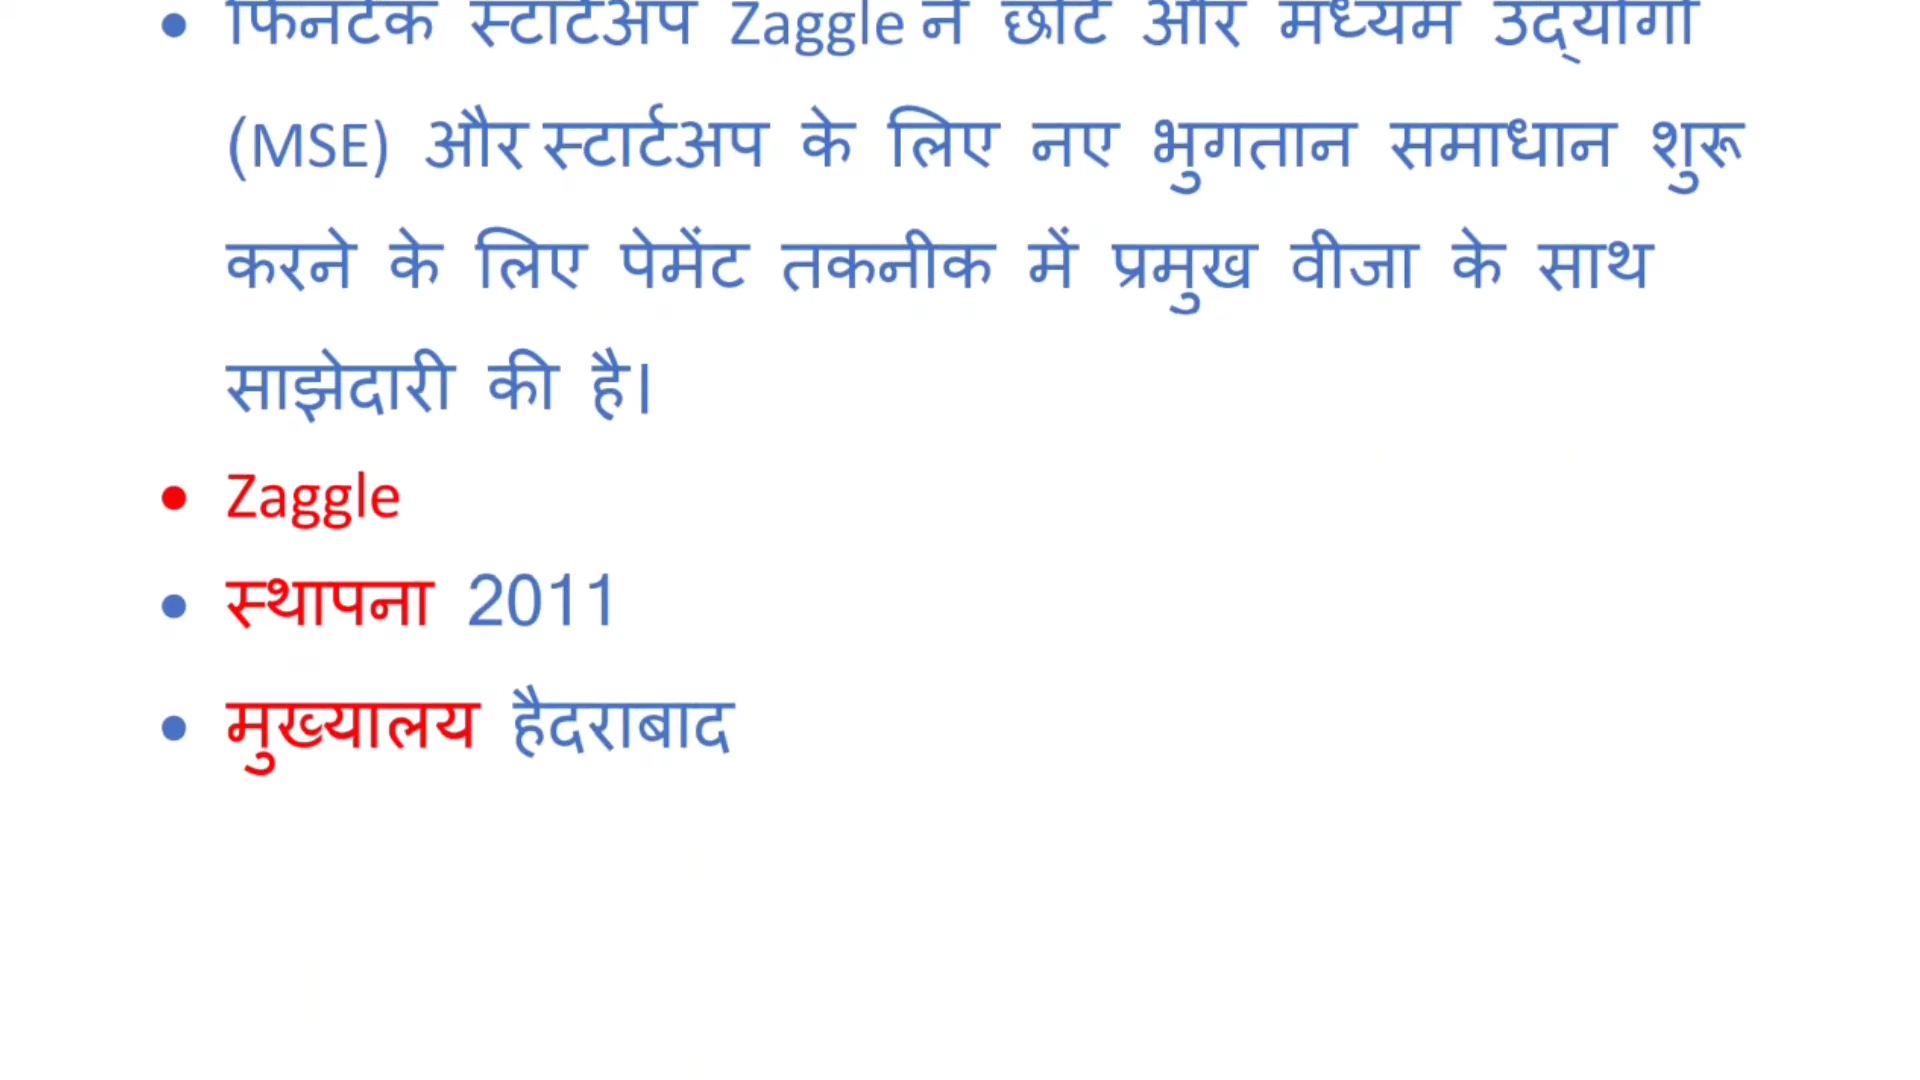 • फिनटेक स्टार्टअप Zaggle ने छोटे और मध्यम उद्योगों
(MSE) और स्टार्टअप के लिए नए भुगतान समाधान शुरू
करने के लिए पेमेंट तकनीक में प्रमुख वीजा के साथ
साझेदारी की है।
• Zaggle
• स्थापना 2011
• मुख्यालय हैदराबाद